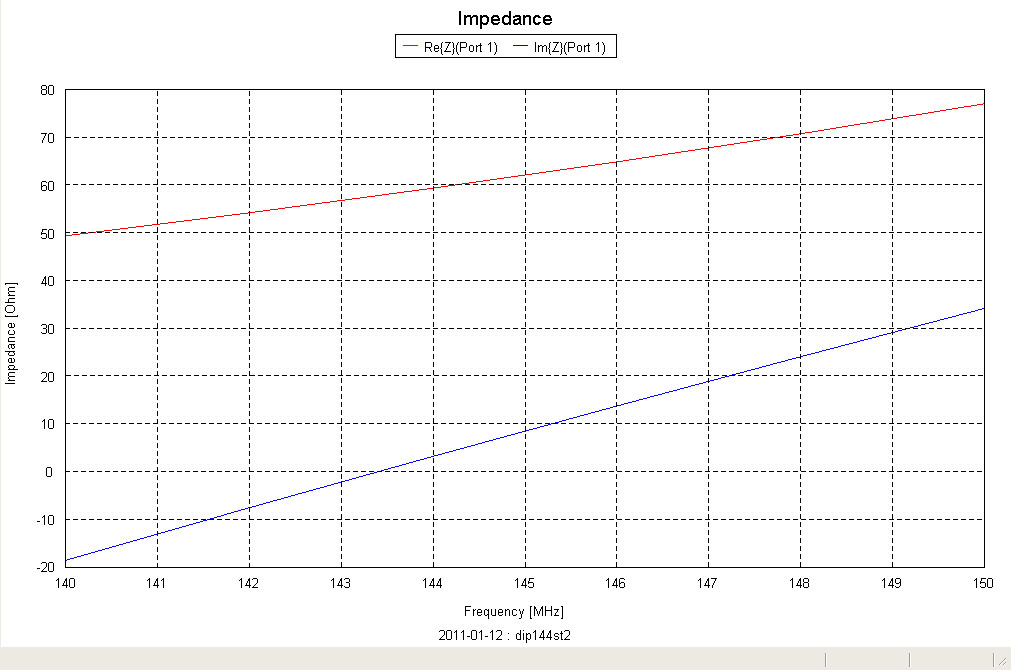 Impedance
Re{Z}(Port 1) Im{Z}(Port 1)
80
70
60
50
40
30
20
10
0
-10
-20
Impedance [Ohm]
140 141 142 143 144 145 146 147 148 149 150
Frequency [MHz]
2011-01-12 : dip144st2